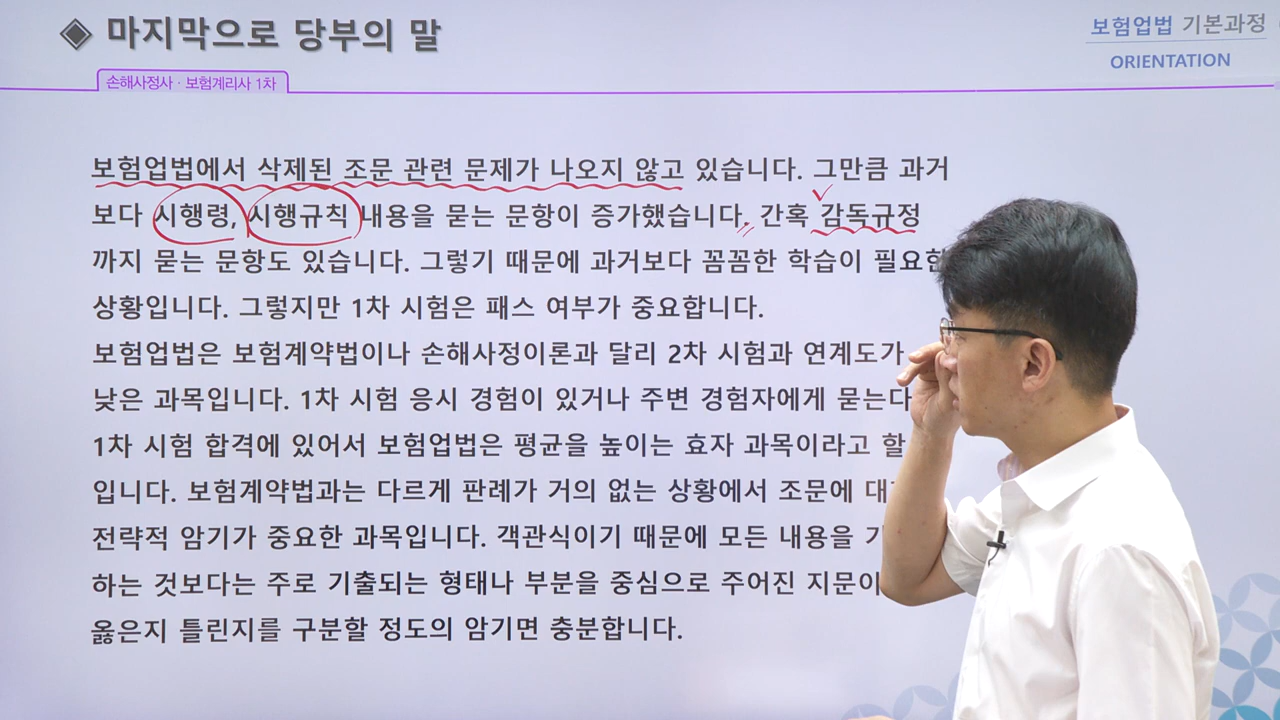 ◈ 마지막으로 당부의 말
보험업법 기본과정
ORIENTATION
손해사정사 · 보험계리사 1차
보험업법에서 삭제된 조문 관련 문제가 나오지 않고 있습니다. 그만큼 과거
보다 시행령, 시행규칙 내용을 묻는 문항이 증가했습니다. 간혹 감독규정
까지 묻는 문항도 있습니다. 그렇기 때문에 과거보다 꼼꼼한 학습이 필요한
상황입니다. 그렇지만 1차 시험은 패스 여부가 중요합니다.
보험업법은 보험계약법이나 손해사정이론과 달리 2차 시험과 연계도가
낮은 과목입니다. 1차 시험 응시 경험이 있거나 주변 경험자에게 묻는다
1차 시험 합격에 있어서 보험업법은 평균을 높이는 효자 과목이라고 할
입니다. 보험계약법과는 다르게 판례가 거의 없는 상황에서 조문에 대
전략적 암기가 중요한 과목입니다. 객관식이기 때문에 모든 내용을
하는 것보다는 주로 기출되는 형태나 부분을 중심으로 주어진 지문이
옳은지 틀린지를 구분할 정도의 암기면 충분합니다.